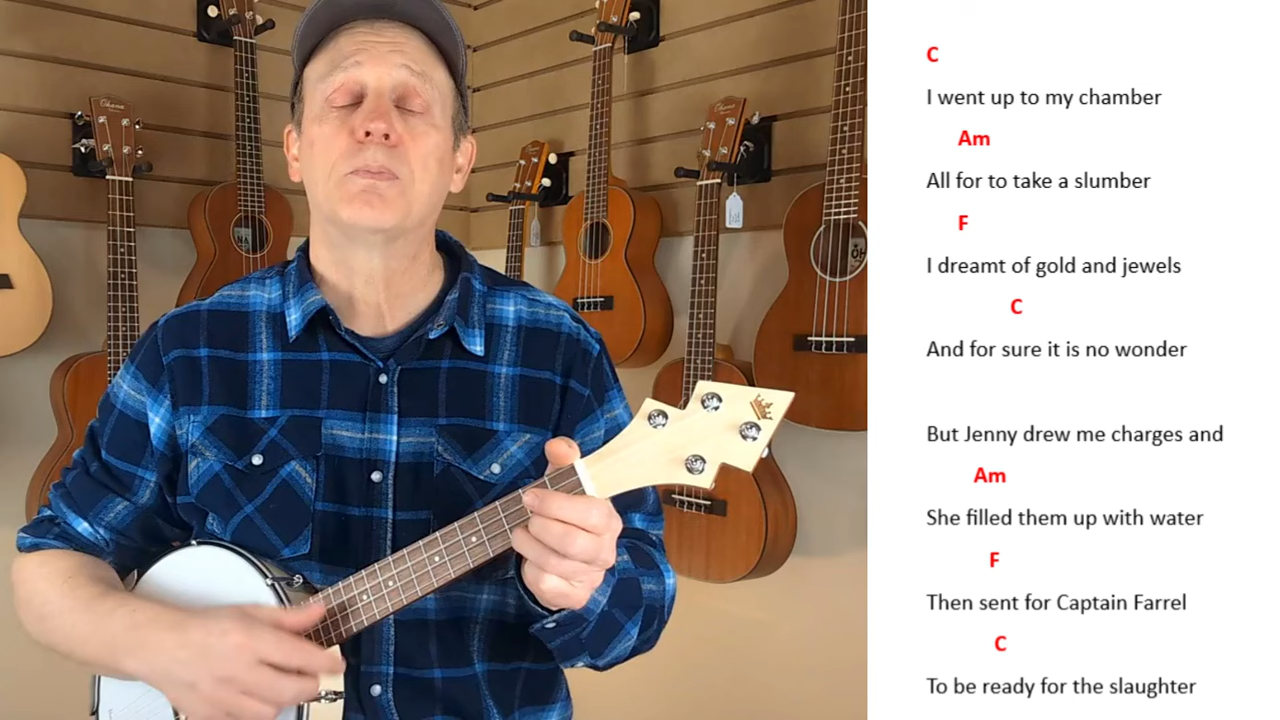 C
I went up to my chamber
Am
All for to take a slumber
F
I dreamt of gold and jewels
C
And for sure it is no wonder
But Jenny drew me charges and
Am
She filled them up with water
F
Then sent for Captain Farrel
C
To be ready for the slaughter
Ohana
Ohana